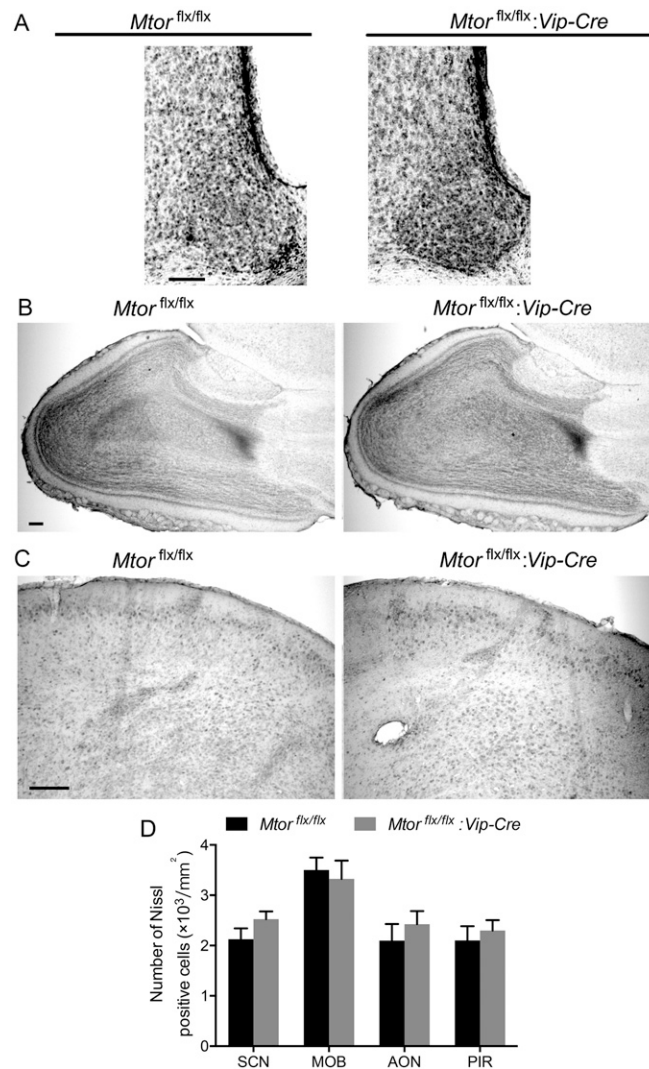 A
Mtor flx/flx
Mtor flx/flx:Vip-Cre
B
Mtor flx/flx
Mtor flx/flx:Vip-Cre
C
Mtor flx/flx
Mtor flx/flx:Vip-Cre
D
Mtor flx/flx
Mtor flx/flx:Vip-Cre
Number of Nissl
positive cells (×10³/mm²)
4
3
2
1
0
SCN MOB AON PIR